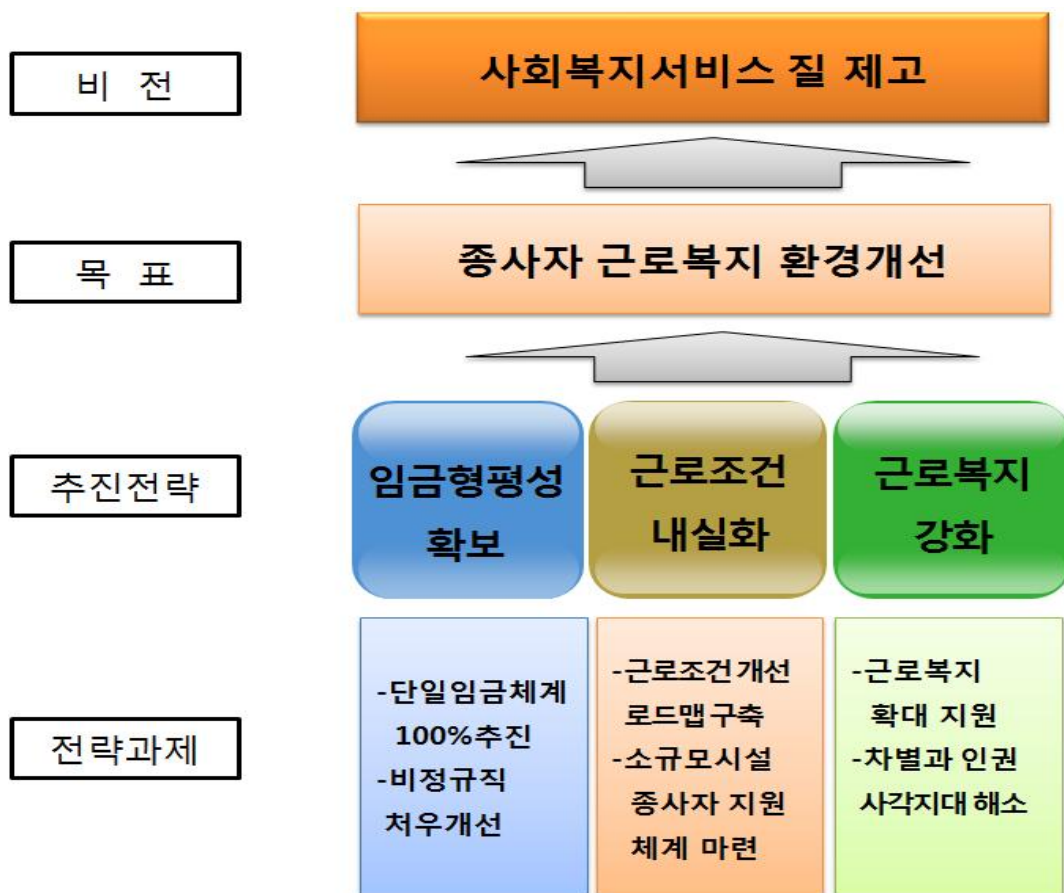 비 전
사회복지서비스 질 제고
목 표
종사자 근로복지 환경개선
추진전략
임금형평성
확보
근로조건
내실화
근로복지
강화
전략과제
-단일임금체계
100%추진
-비정규직
처우개선
-근로조건 개선
로드맵 구축
-소규모시설
종사자 지원
체계 마련
-근로복지
확대 지원
-차별과 인권
사각지대 해소